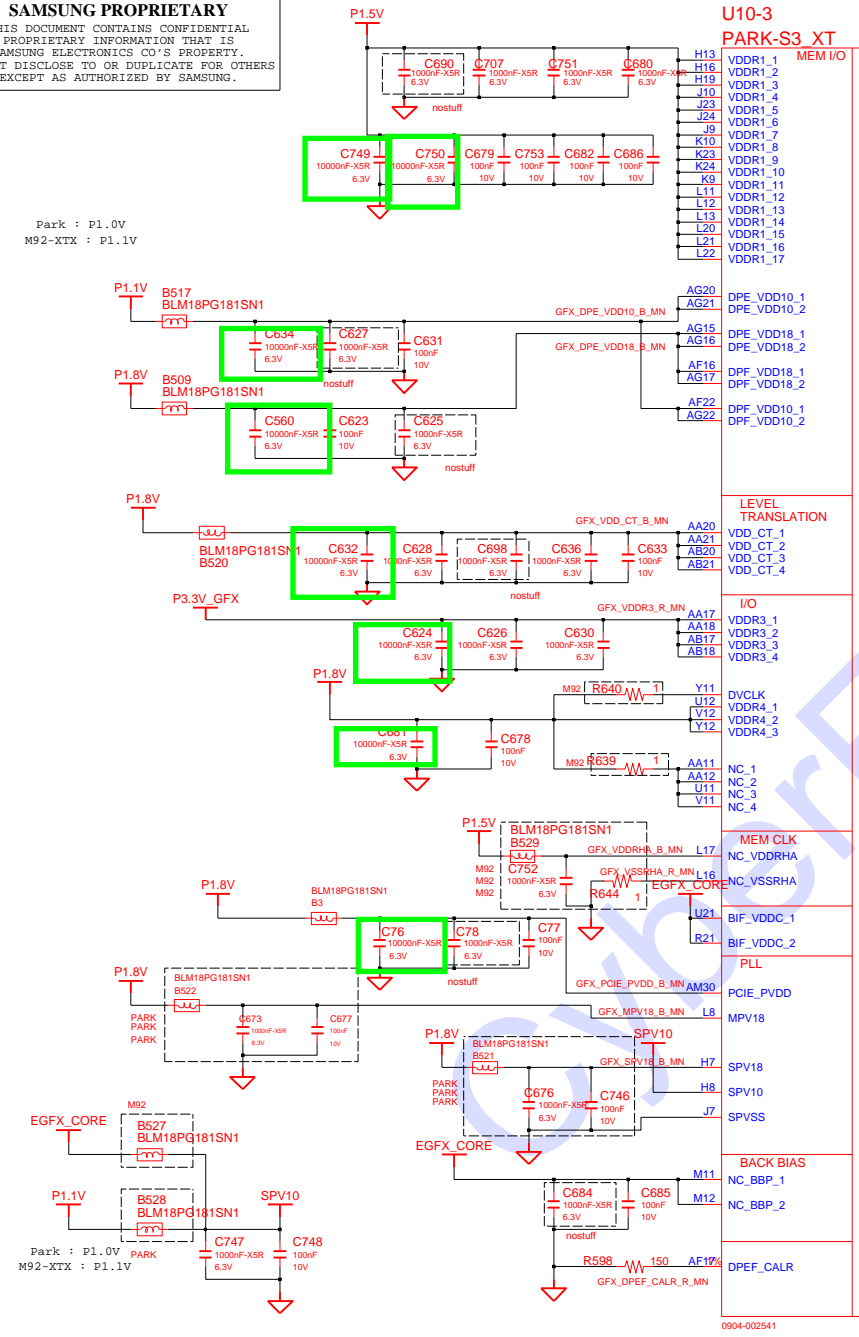 SAMSUNG PROPRIETARY
HIS DOCUMENT CONTAINS CONFIDENTIAL
PROPRIETARY INFORMATION THAT IS
AMSUNG ELECTRONICS CO'S PROPERTY.
T DISCLOSE TO OR DUPLICATE FOR OTHERS
EXCEPT AS AUTHORIZED BY SAMSUNG.
U10-3
PARK-S3_XT
MEM I/O
P1.5V
C690 1000nF-X5R 6.3V
C707 1000nF-X5R 6.3V
C751 1000nF-X5R 6.3V
C680 1000nF-X5R 6.3V
nostuff
C749 10000nF-X5R 6.3V
C750 10000nF-X5R 6.3V
C679 100nF 10V
C753 100nF 10V
C682 100nF 10V
C686 100nF 10V
H13 VDDR1_1
H16 VDDR1_2
H19 VDDR1_3
J10 VDDR1_4
J23 VDDR1_5
J24 VDDR1_6
J9 VDDR1_7
K10 VDDR1_8
K23 VDDR1_9
K24 VDDR1_10
K9 VDDR1_11
L11 VDDR1_12
L12 VDDR1_13
L13 VDDR1_14
L20 VDDR1_15
L21 VDDR1_16
L22 VDDR1_17
Park : P1.0V
M92-XTX : P1.1V
P1.1V
B517
BLM18PG181SN1
GFX_DPE_VDD10_B_MN
AG20 DPE_VDD10_1
AG21 DPE_VDD10_2
C634 10000nF-X5R 6.3V
C627 1000nF-X5R 6.3V
C631 100nF 10V
nostuff
GFX_DPE_VDD18_B_MN
AG15 DPE_VDD18_1
AG16 DPE_VDD18_2
AF16 DPF_VDD18_1
AG17 DPF_VDD18_2
AF22 DPF_VDD10_1
AG22 DPF_VDD10_2
P1.8V
B509
BLM18PG181SN1
C560 10000nF-X5R 6.3V
C623 100nF 10V
C625 1000nF-X5R 6.3V
nostuff
P1.8V
BLM18PG181SN1
B520
GFX_VDD_CT_B_MN
LEVEL
TRANSLATION
AA20 VDD_CT_1
AA21 VDD_CT_2
AB20 VDD_CT_3
AB21 VDD_CT_4
C632 10000nF-X5R 6.3V
C628 1000nF-X5R 6.3V
C698 1000nF-X5R 6.3V
C636 1000nF-X5R 6.3V
C633 100nF 10V
nostuff
P3.3V_GFX
GFX_VDDR3_R_MN
I/O
AA17 VDDR3_1
AA18 VDDR3_2
AB17 VDDR3_3
AB18 VDDR3_4
C624 10000nF-X5R 6.3V
C626 1000nF-X5R 6.3V
C630 1000nF-X5R 6.3V
P1.8V
M92 R640 1
Y11 DVCLK
U12 VDDR4_1
V12 VDDR4_2
Y12 VDDR4_3
C681 10000nF-X5R 6.3V
C678 100nF 10V
M92 R639 1
AA11 NC_1
AA12 NC_2
U11 NC_3
V11 NC_4
P1.5V
BLM18PG181SN1
B529
GFX_VDDRHA_B_MN
MEM CLK
L17 NC_VDDRHA
M92
M92
M92
C752 1000nF-X5R 6.3V
GFX_VSSRHA_R_MN
R644 1
L16 NC_VSSRHA
EGFX_CORE
U21 BIF_VDDC_1
R21 BIF_VDDC_2
P1.8V
BLM18PG181SN1
B3
C76 10000nF-X5R 6.3V
C78 1000nF-X5R 6.3V
C77 100nF 10V
nostuff
PLL
GFX_PCIE_PVDD_B_MN
AM30 PCIE_PVDD
P1.8V
BLM18PG181SN1
B522
PARK
PARK
PARK
C673 1000nF-X5R 6.3V
C677 100nF 10V
GFX_MPV18_B_MN
L8 MPV18
P1.8V
BLM18PG181SN1
B521
SPV10
GFX_SPV18_B_MN
H7 SPV18
H8 SPV10
J7 SPVSS
PARK
PARK
PARK
C676 1000nF-X5R 6.3V
C746 100nF 10V
M92
EGFX_CORE
B527
BLM18PG181SN1
EGFX_CORE
BACK BIAS
M11 NC_BBP_1
M12 NC_BBP_2
C684 1000nF-X5R 6.3V
C685 100nF 10V
nostuff
P1.1V
B528
BLM18PG181SN1
SPV10
PARK
C747 1000nF-X5R 6.3V
C748 100nF 10V
Park : P1.0V
M92-XTX : P1.1V
R598 150 1%
AF17 DPEF_CALR
GFX_DPEF_CALR_R_MN
0904-002541